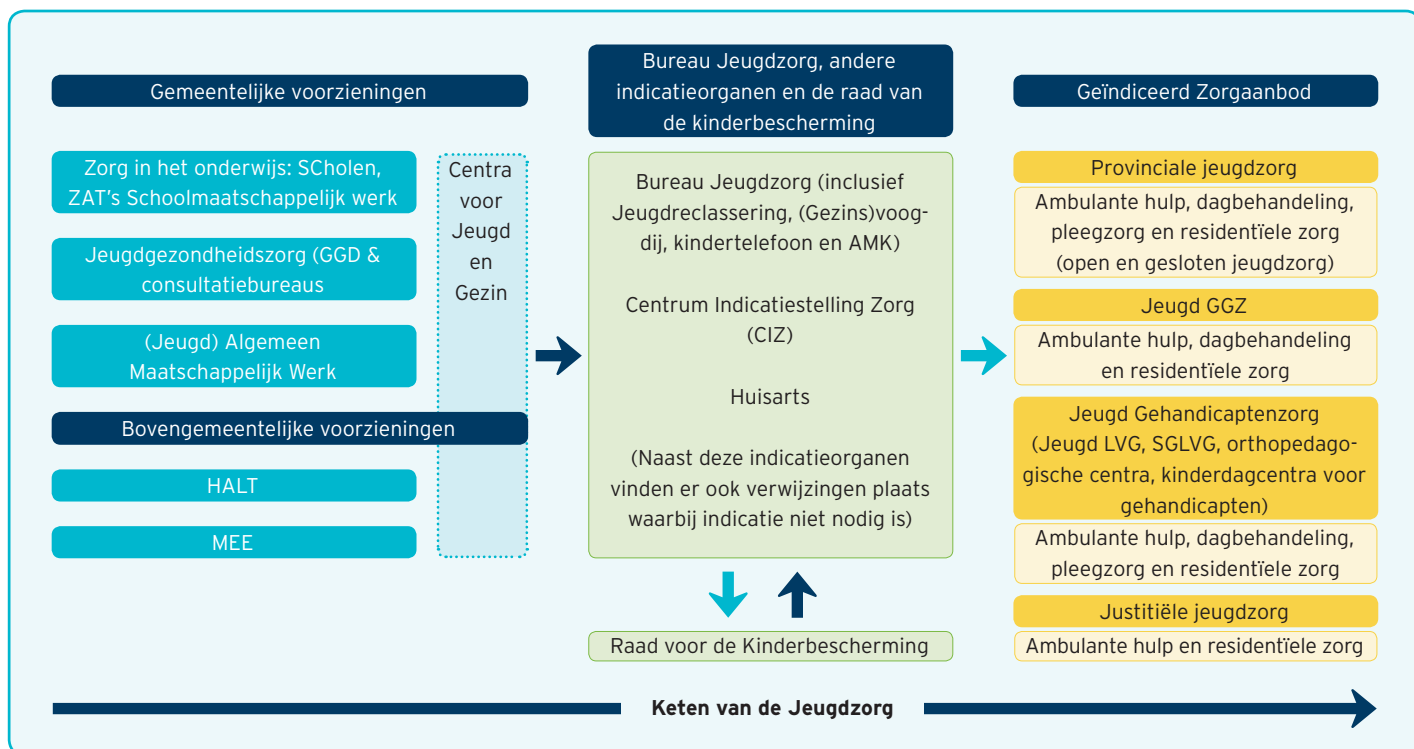 Gemeentelijke voorzieningen
Zorg in het onderwijs: SCholen,
ZAT's Schoolmaatschappelijk werk
Jeugdgezondheidszorg (GGD &
consultatiebureaus
(Jeugd) Algemeen
Maatschappelijk Werk
Bovengemeentelijke voorzieningen
HALT
MEE
Centra
voor
Jeugd
en
Gezin
Bureau Jeugdzorg, andere
indicatieorganen en de raad van
de kinderbescherming
Bureau Jeugdzorg (inclusief
Jeugdreclassering, (Gezins)voog-
dij, kindertelefoon en AMK)
Centrum Indicatiestelling Zorg
(CIZ)
Huisarts
(Naast deze indicatieorganen
vinden er ook verwijzingen plaats
waarbij indicatie niet nodig is)
Raad voor de Kinderbescherming
Geïndiceerd Zorgaanbod
Provinciale jeugdzorg
Ambulante hulp, dagbehandeling,
pleegzorg en residentïele zorg
(open en gesloten jeugdzorg)
Jeugd GGZ
Ambulante hulp, dagbehandeling
en residentïele zorg
Jeugd Gehandicaptenzorg
(Jeugd LVG, SGLVG, orthopedago-
gische centra, kinderdagcentra voor
gehandicapten)
Ambulante hulp, dagbehandeling,
pleegzorg en residentïele zorg
Justitiële jeugdzorg
Ambulante hulp en residentïele zorg
Keten van de Jeugdzorg